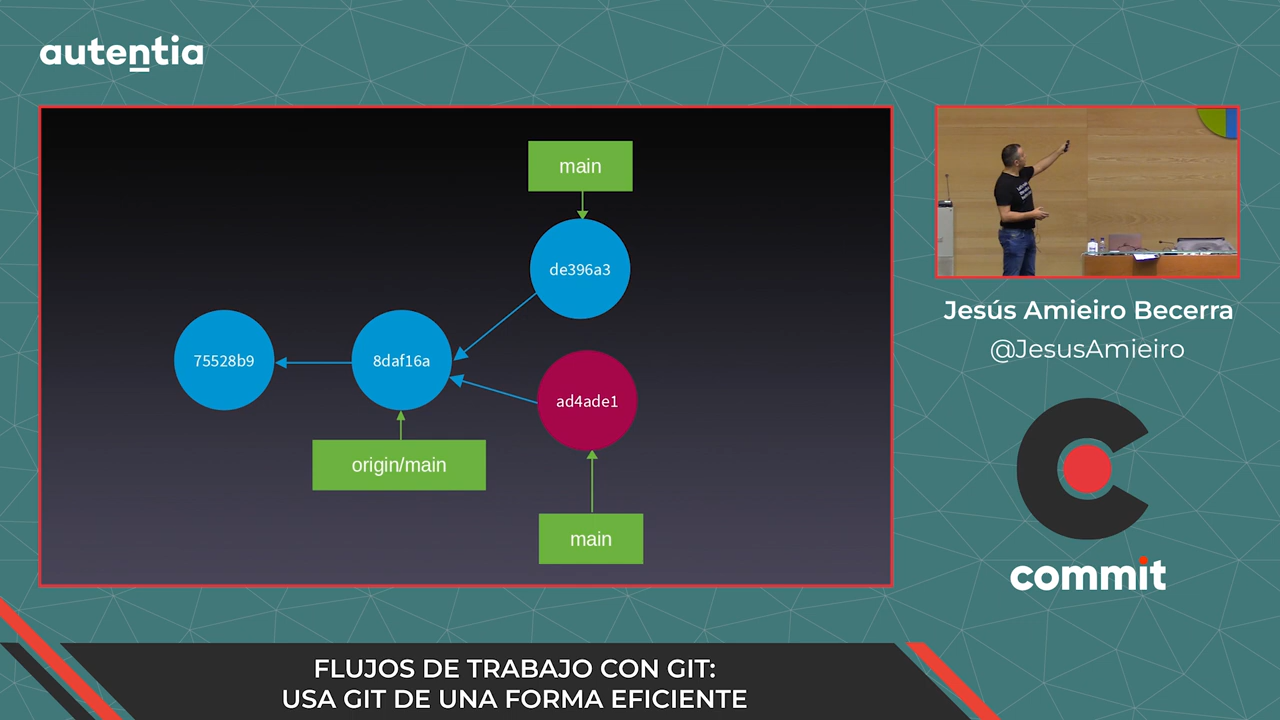 autentia
main
de396a3
75528b9
8daf16a
ad4ade1
origin/main
main
Jesús Amieiro Becerra
@JesusAmieiro
commit
FLUJOS DE TRABAJO CON GIT:
USA GIT DE UNA FORMA EFICIENTE